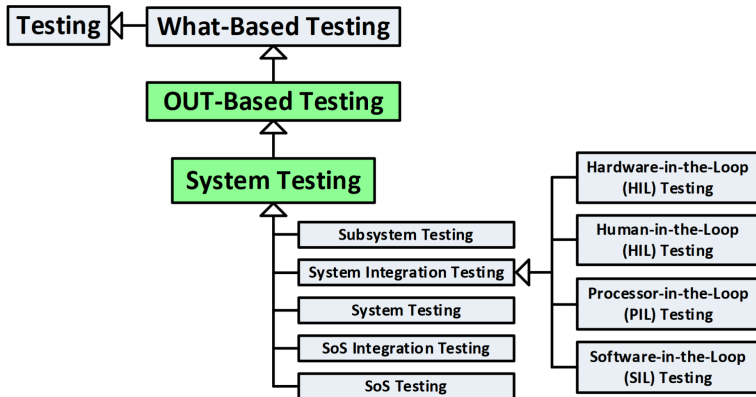 Testing
What-Based Testing
OUT-Based Testing
System Testing
Subsystem Testing
System Integration Testing
System Testing
SoS Integration Testing
SoS Testing
Hardware-in-the-Loop
(HIL) Testing
Human-in-the-Loop
(HIL) Testing
Processor-in-the-Loop
(PIL) Testing
Software-in-the-Loop
(SIL) Testing